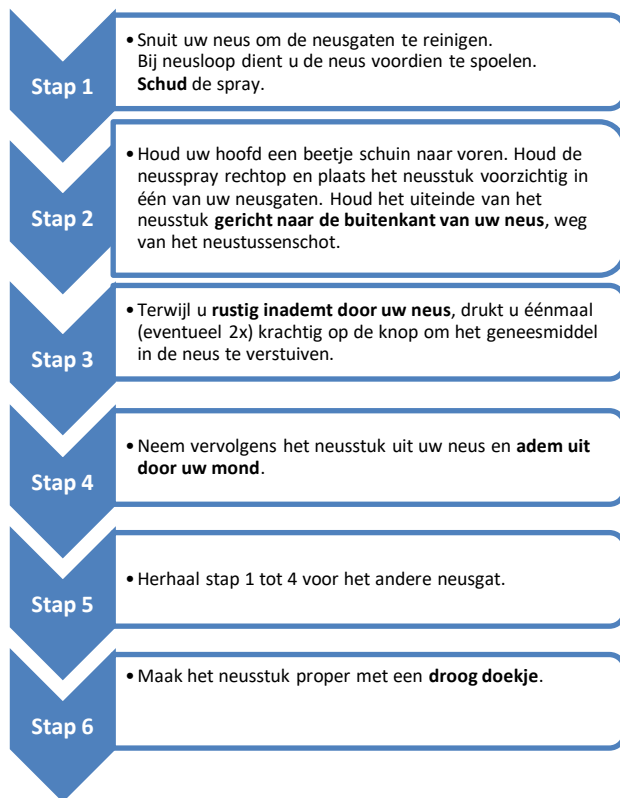 Stap 1
• Snuit uw neus om de neusgaten te reinigen.
Bij neusloop dient u de neus voordien te spoelen.
Schud de spray.
Stap 2
• Houd uw hoofd een beetje schuin naar voren. Houd de
neusspray rechtop en plaats het neusstuk voorzichtig in
één van uw neusgaten. Houd het uiteinde van het
neusstuk gericht naar de buitenkant van uw neus, weg
van het neustussenschot.
Stap 3
• Terwijl u rustig inademt door uw neus, drukt u éénmaal
(eventueel 2x) krachtig op de knop om het geneesmiddel
in de neus te verstuiven.
Stap 4
• Neem vervolgens het neusstuk uit uw neus en adem uit
door uw mond.
Stap 5
• Herhaal stap 1 tot 4 voor het andere neusgat.
Stap 6
• Maak het neusstuk proper met een droog doekje.